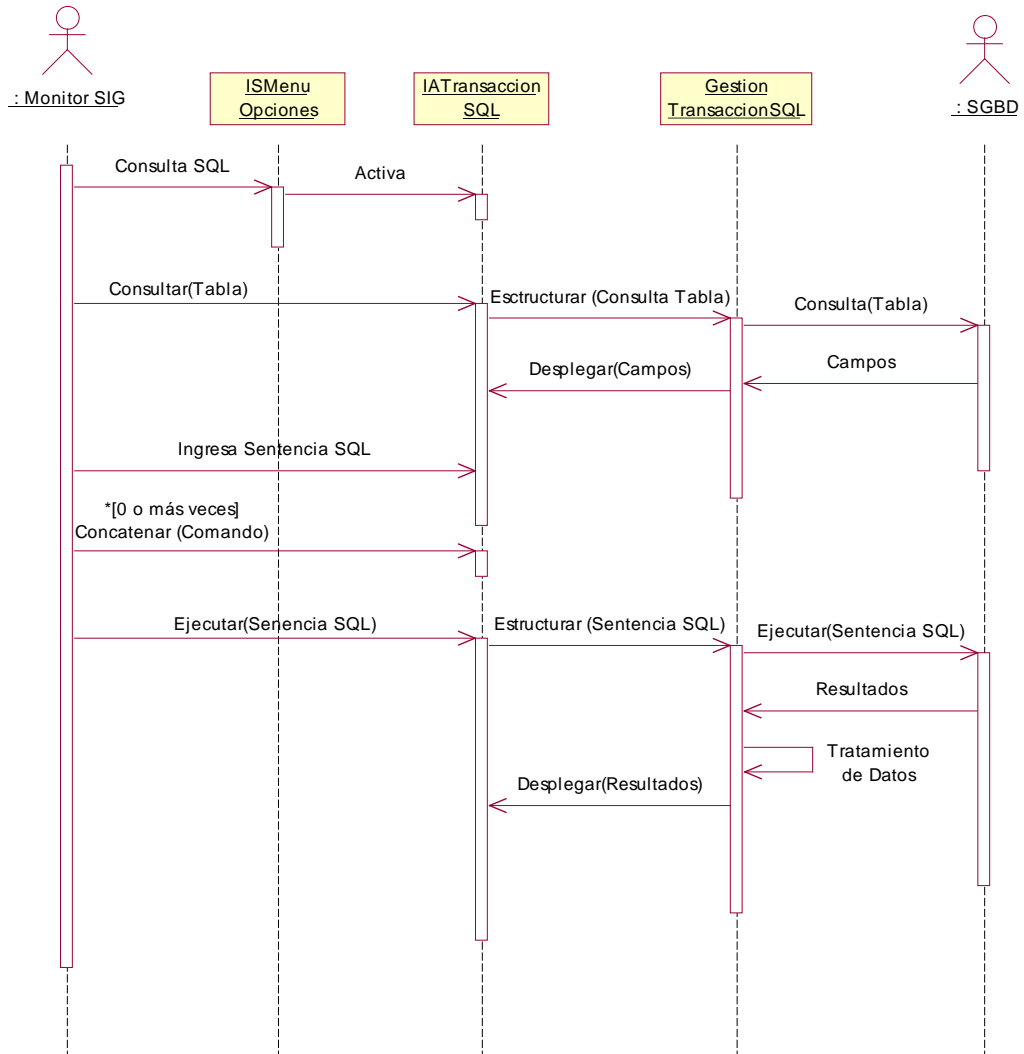 : Monitor SIG
ISMenu
Opciones
IATransaccion
SQL
Gestion
TransaccionSQL
: SGBD
Consulta SQL
Activa
Consultar(Tabla)
Esctructurar (Consulta Tabla)
Consulta(Tabla)
Campos
Desplegar(Campos)
Ingresa Sentencia SQL
*[0 o más veces]
Concatenar (Comando)
Ejecutar(Senencia SQL)
Estructurar (Sentencia SQL)
Ejecutar(Sentencia SQL)
Resultados
Tratamiento
de Datos
Desplegar(Resultados)